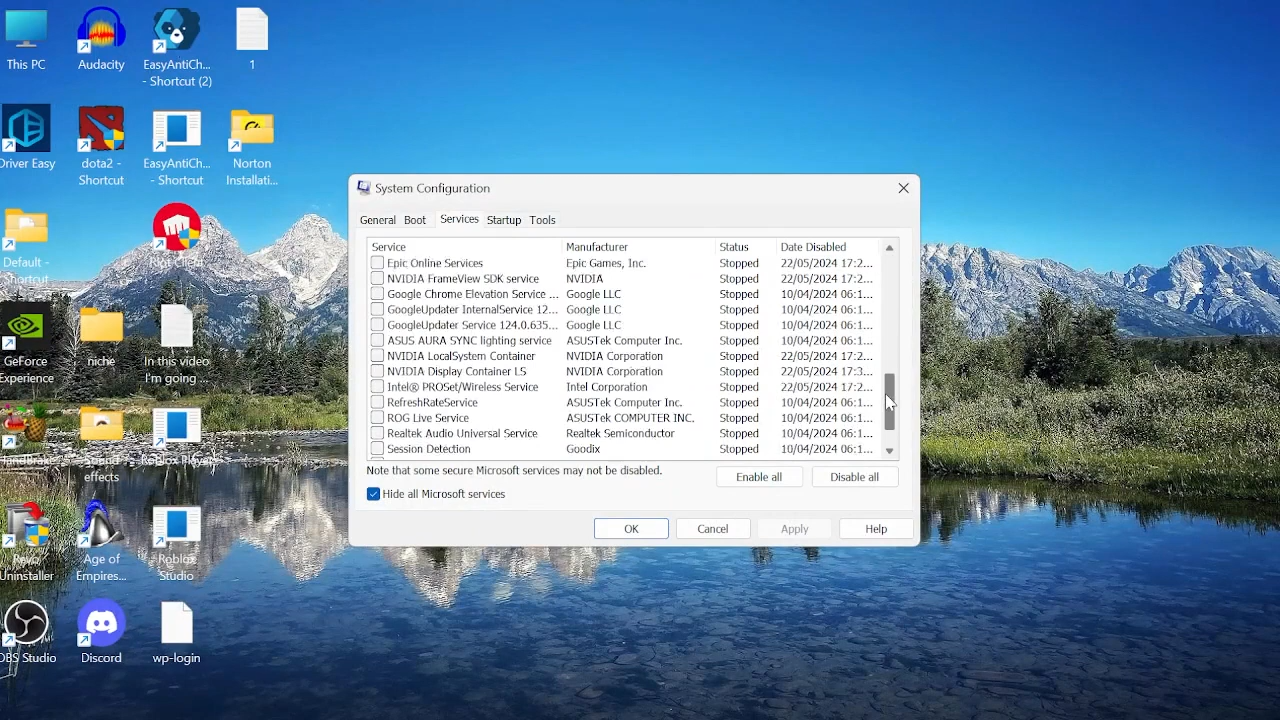 This PC
Audacity
EasyAntiCh...
- Shortcut (2)
1
Driver Easy
dota2 -
Shortcut
EasyAntiCh...
- Shortcut
Norton
Installati...
Default -
Shortcut
Riot Client
GeForce
Experience
niche
In this video
I'm going ...
effects
Roblox Player
Revo
Uninstaller
Age of
Empires...
Roblox
Studio
OBS Studio
Discord
wp-login
System Configuration
General Boot Services Startup Tools
Service Manufacturer Status Date Disabled
Epic Online Services Epic Games, Inc. Stopped 22/05/2024 17:2...
NVIDIA FrameView SDK service NVIDIA Stopped 22/05/2024 17:2...
Google Chrome Elevation Service ... Google LLC Stopped 10/04/2024 06:1...
GoogleUpdater InternalService 12... Google LLC Stopped 10/04/2024 06:1...
GoogleUpdater Service 124.0.635... Google LLC Stopped 10/04/2024 06:1...
ASUS AURA SYNC lighting service ASUSTek Computer Inc. Stopped 10/04/2024 06:1...
NVIDIA LocalSystem Container NVIDIA Corporation Stopped 22/05/2024 17:2...
NVIDIA Display Container LS NVIDIA Corporation Stopped 22/05/2024 17:3...
Intel® PROSet/Wireless Service Intel Corporation Stopped 22/05/2024 17:2...
RefreshRateService ASUSTek Computer Inc. Stopped 10/04/2024 06:1...
ROG Live Service ASUSTek COMPUTER INC. Stopped 10/04/2024 06:1...
Realtek Audio Universal Service Realtek Semiconductor Stopped 10/04/2024 06:1...
Session Detection Goodix Stopped 10/04/2024 06:1...
Note that some secure Microsoft services may not be disabled.
Enable all Disable all
Hide all Microsoft services
OK Cancel Apply Help